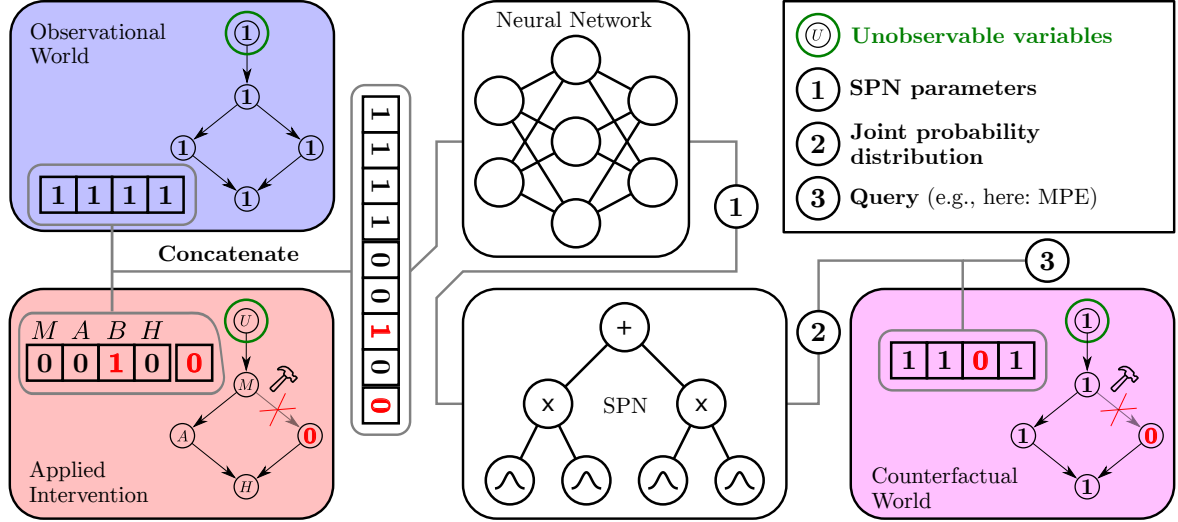 Observational
World
1
1
1
1
1
1 1 1 1
Concatenate
Applied
Intervention
M A B H
0 0 1 0 0
U
M
A
0
H
1
1
1
1
0
0
1
0
0
Neural Network
1
+
x
SPN
x
2
3
U Unobservable variables
1 SPN parameters
2 Joint probability
distribution
3 Query (e.g., here: MPE)
1 1 0 1
1
1
1
0
1
Counterfactual
World